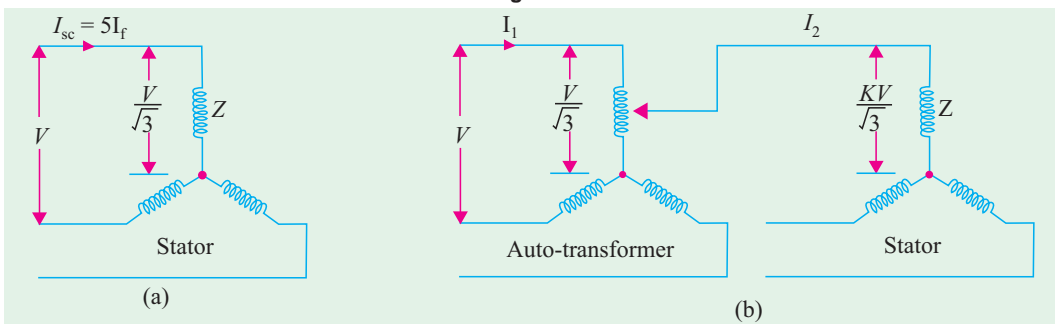 I_sc = 5I_f
V
V/√3
Z
Stator
(a)
I_1
V
V/√3
Auto-transformer
I_2
KV/√3
Z
Stator
(b)